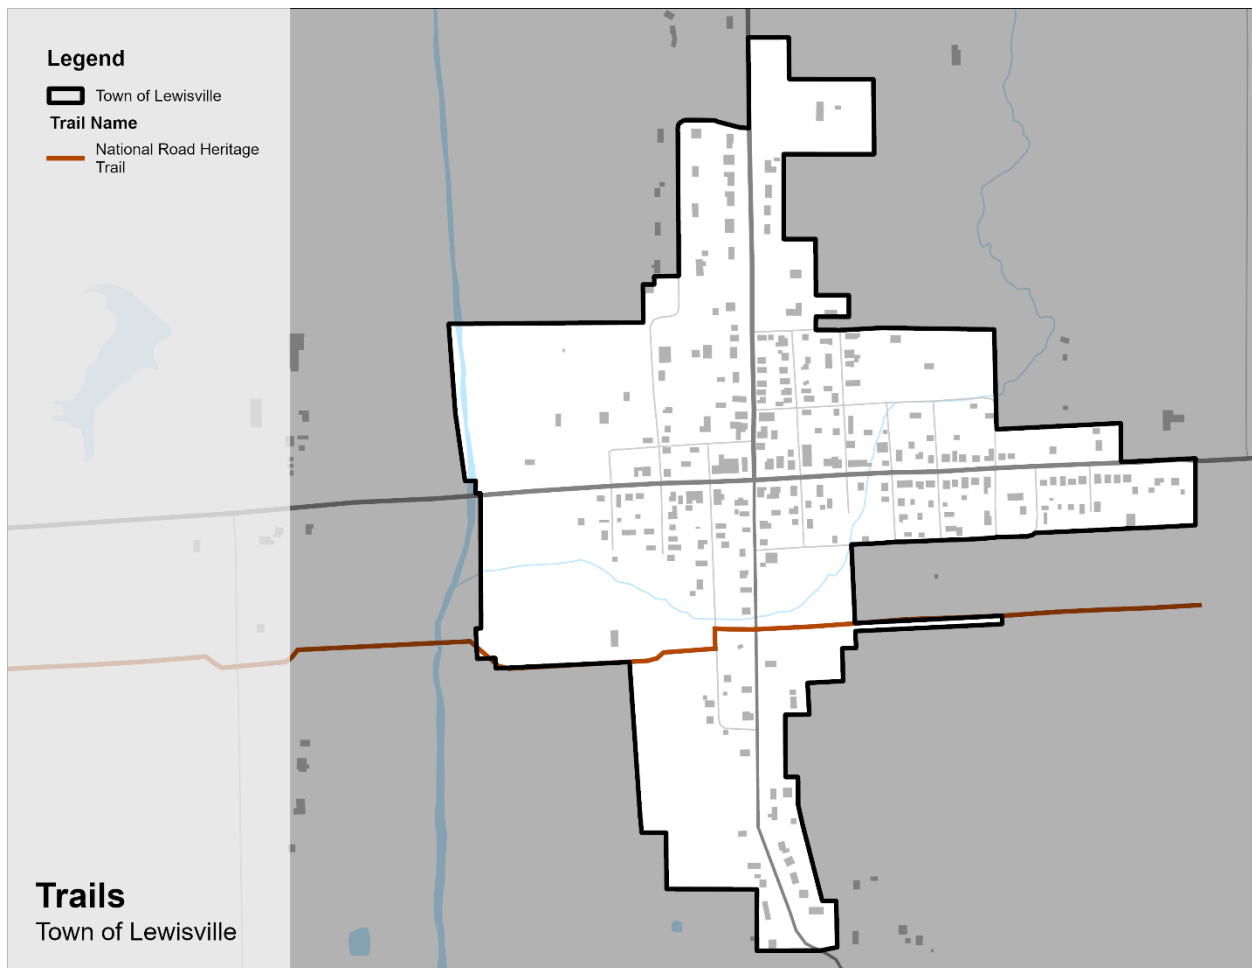 Legend
Town of Lewisville
Trail Name
National Road Heritage
Trail
Trails
Town of Lewisville